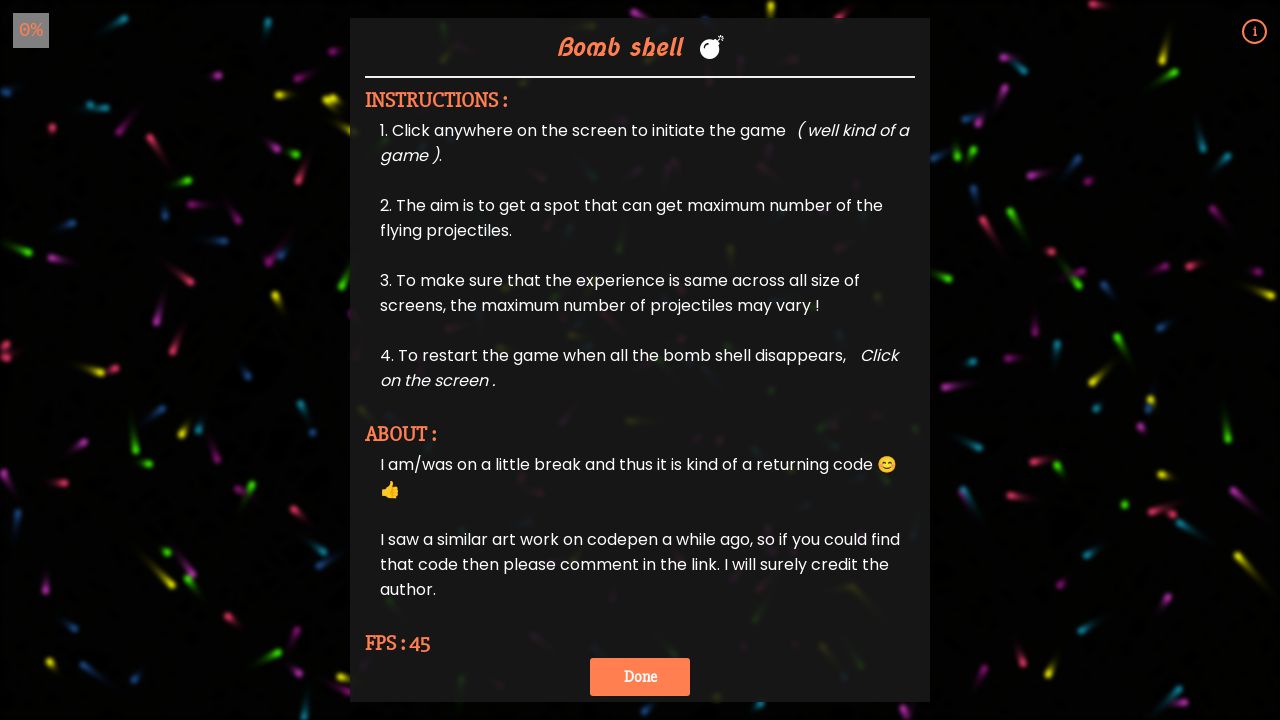 0%
i
Bomb shell 💣
INSTRUCTIONS :
1. Click anywhere on the screen to initiate the game ( well kind of a
game ).
2. The aim is to get a spot that can get maximum number of the
flying projectiles.
3. To make sure that the experience is same across all size of
screens, the maximum number of projectiles may vary !
4. To restart the game when all the bomb shell disappears, Click
on the screen .
ABOUT :
I am/was on a little break and thus it is kind of a returning code 😊
👍
I saw a similar art work on codepen a while ago, so if you could find
that code then please comment in the link. I will surely credit the
author.
FPS : 45
Done